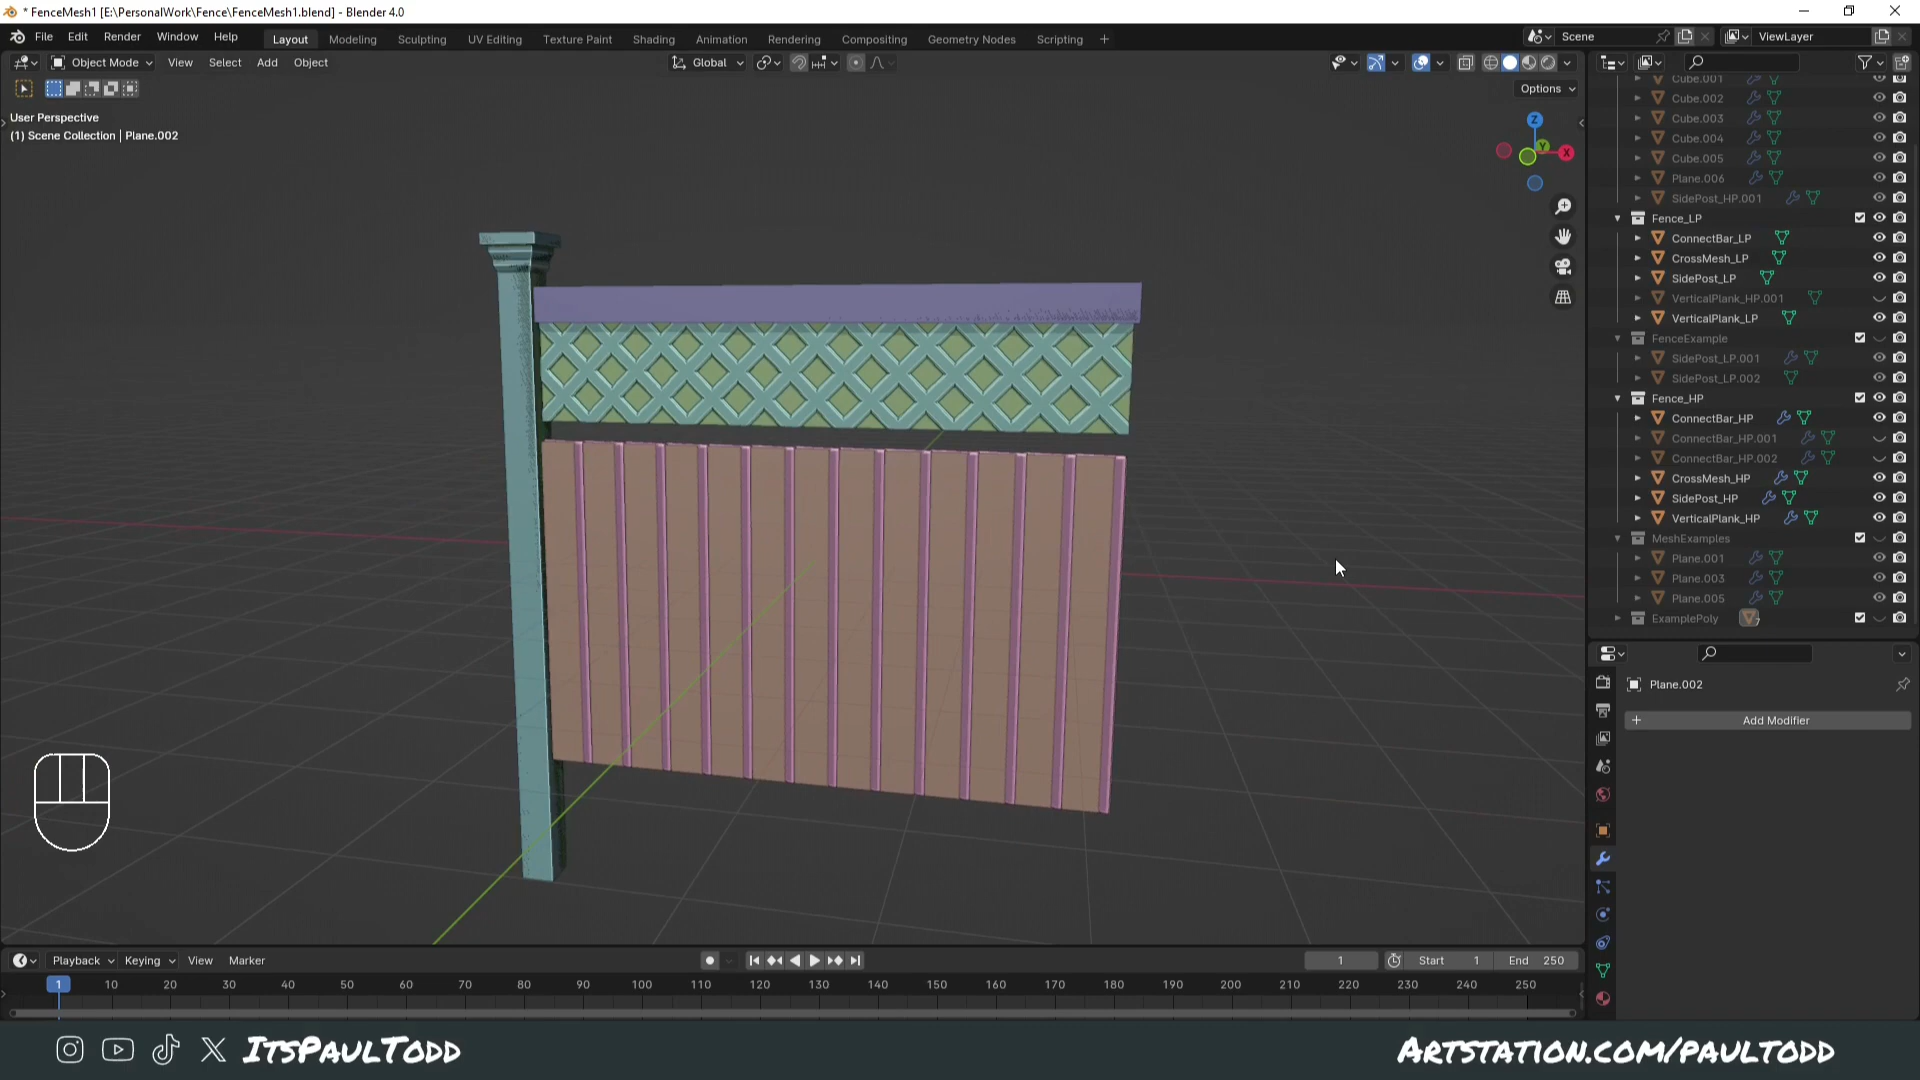 * FenceMesh1 [E:\PersonalWork\Fence\FenceMesh1.blend] - Blender 4.0
File Edit Render Window Help
Layout Modeling Sculpting UV Editing Texture Paint Shading Animation Rendering Compositing Geometry Nodes Scripting +
Scene
ViewLayer
Object Mode View Select Add Object
Global
Options
User Perspective
(1) Scene Collection | Plane.002
Z
Y
X
Cube.001
Cube.002
Cube.003
Cube.004
Cube.005
Plane.006
SidePost_HP.001
Fence_LP
ConnectBar_LP
CrossMesh_LP
SidePost_LP
VerticalPlank_HP.001
VerticalPlank_LP
FenceExample
SidePost_LP.001
SidePost_LP.002
Fence_HP
ConnectBar_HP
ConnectBar_HP.001
ConnectBar_HP.002
CrossMesh_HP
SidePost_HP
VerticalPlank_HP
MeshExamples
Plane.001
Plane.003
Plane.005
ExamplePoly 7
Plane.002
+ Add Modifier
Playback Keying View Marker
1 Start 1 End 250
1 10 20 30 40 50 60 70 80 90 100 110 120 130 140 150 160 170 180 190 200 210 220 230 240 250
ItsPaulTodd
Artstation.com/paultodd